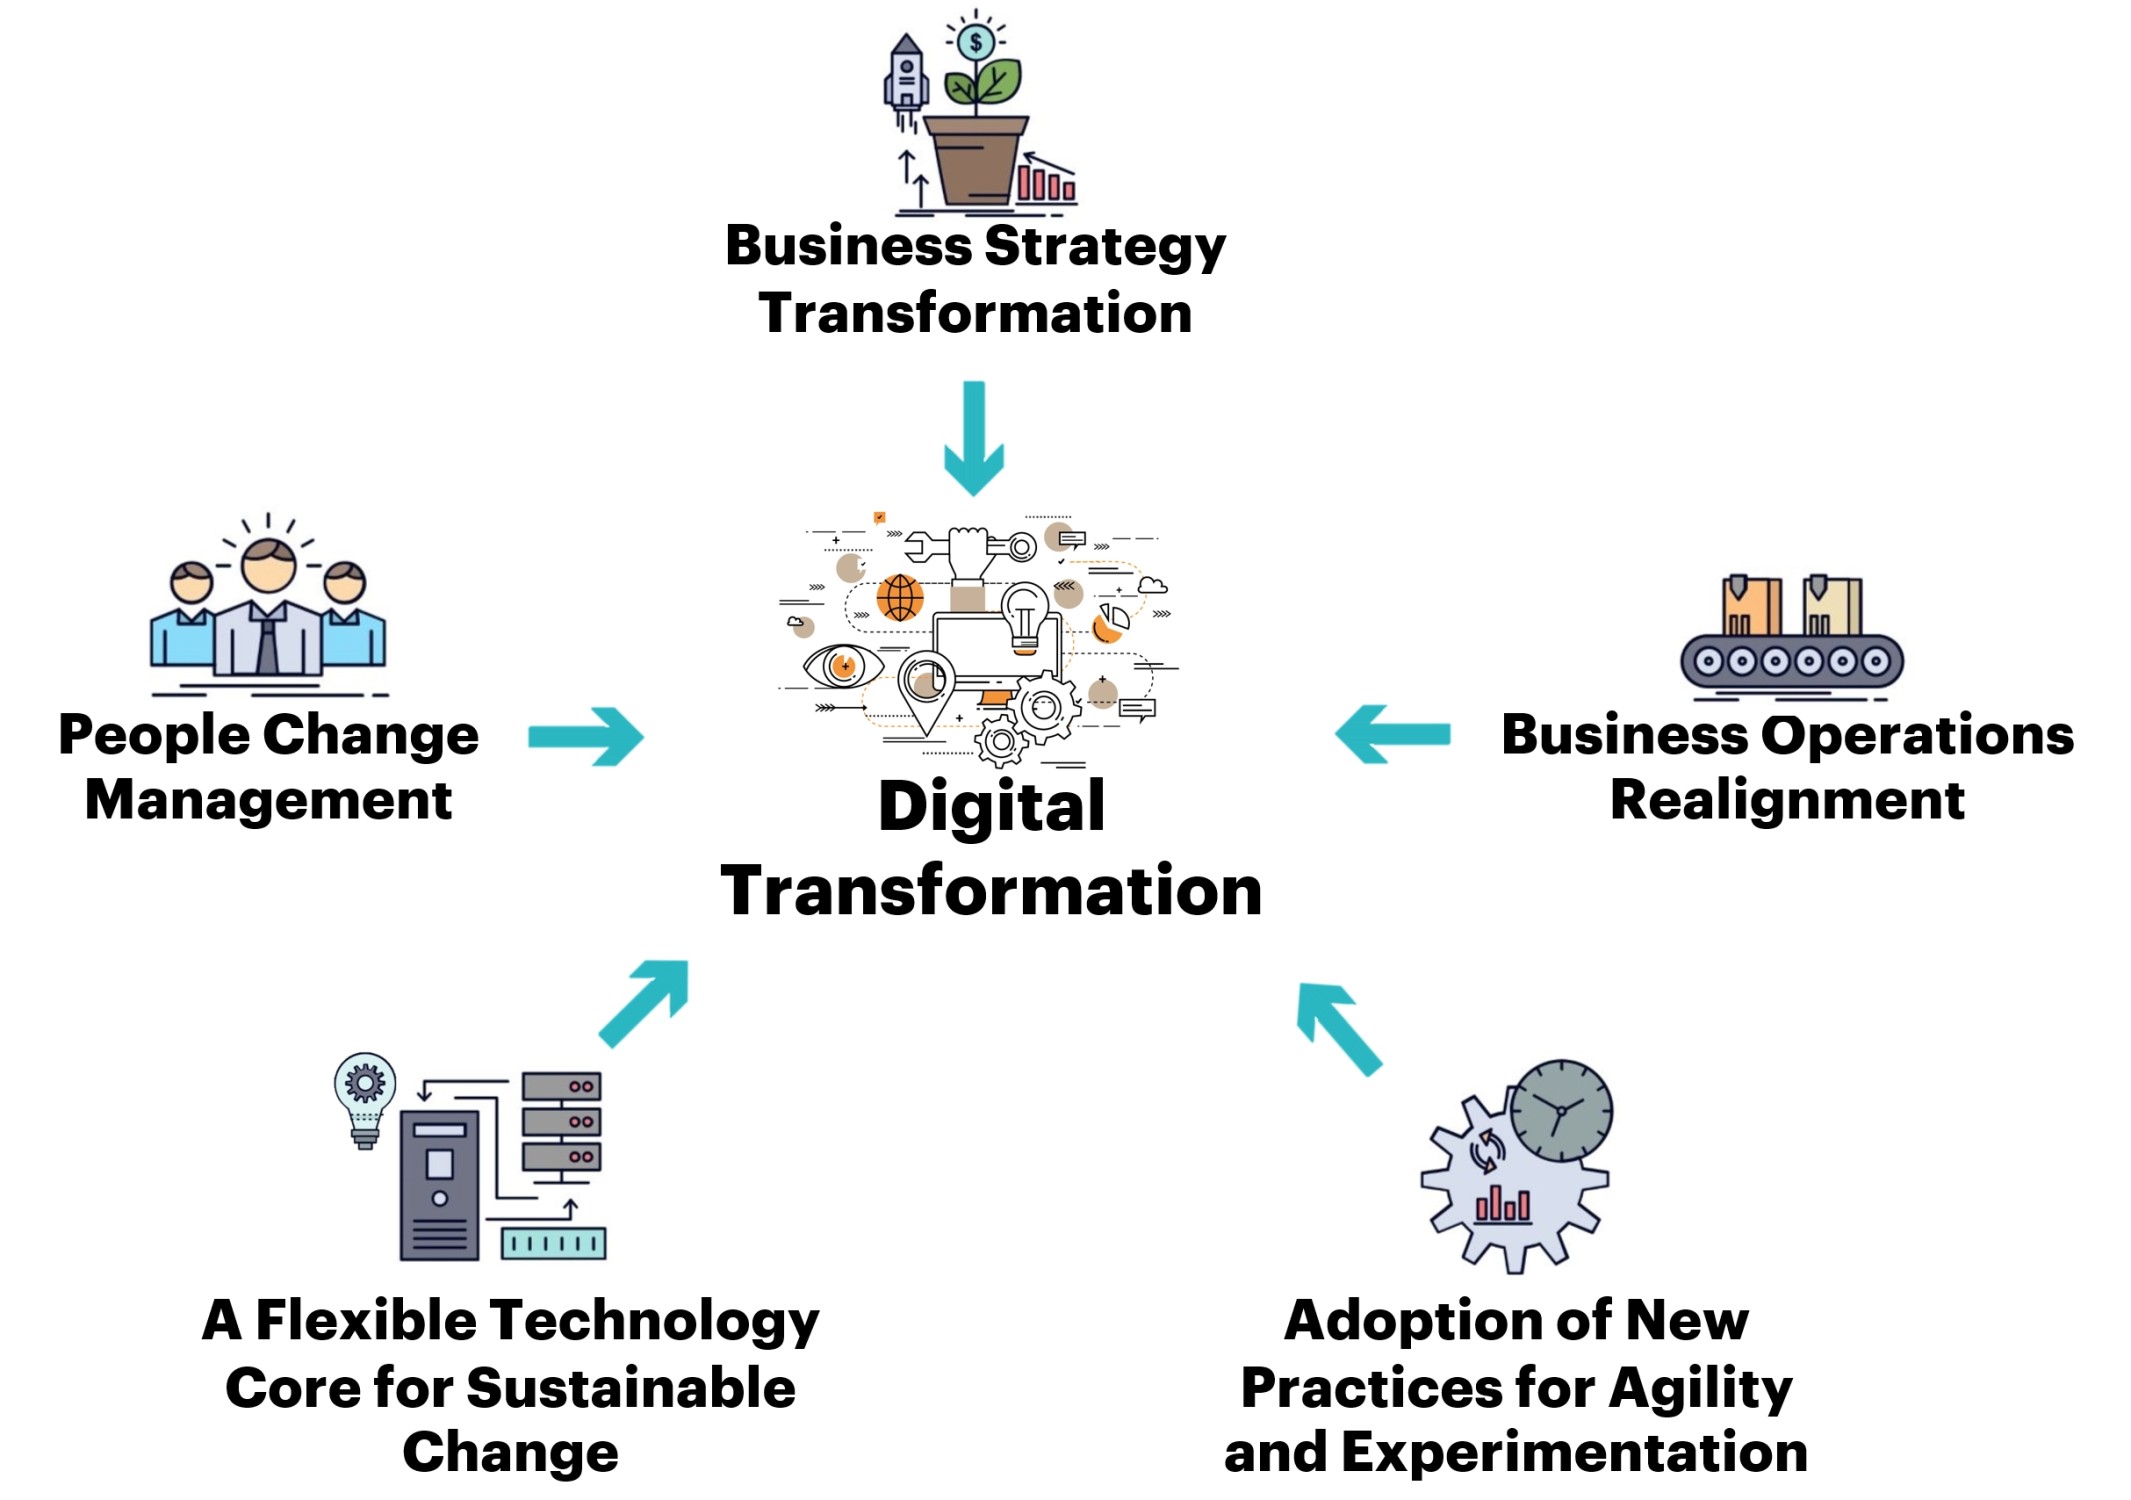 $
Business Strategy
Transformation
People Change
Management
Digital
Transformation
Business Operations
Realignment
A Flexible Technology
Core for Sustainable
Change
Adoption of New
Practices for Agility
and Experimentation